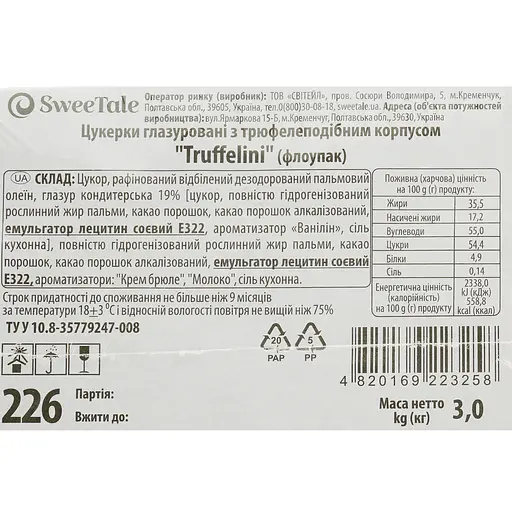 SWEETALE
Оператор ринку (виробник): ТОВ «СВІТЕЙЛ», пров. Сосюри Володимира, 5, м.Кременчук,
Полтавська обл., 39605, Україна, тел.0(800)30-08-18, sweetale.ua. Адреса (об'єкта потужностей
виробництва):вул.Ярмаркова 15-Б, м.Кременчук, Полтавська обл., 39630, Україна
Цукерки глазуровані з трюфелеподібним корпусом
"Truffelini" (флоупак)
UA СКЛАД: Цукор, рафінований відбілений дезодорований пальмовий
олеїн, глазур кондитерська 19% [цукор, повністю гідрогенізований
рослинний жир пальми, какао порошок, какао порошок алкалізований,
емульгатор лецитин соєвий Е322, ароматизатор «Ванілін», сіль
кухонна], повністю гідрогенізований рослинний жир пальми, какао
порошок, какао порошок алкалізований, емульгатор лецитин соєвий
Е322, ароматизатори: "Крем брюле", "Молоко", сіль кухонна.
Строк придатності до споживання не більше ніж 9 місяців
за температури 18±3 °С і відносній вологості повітря не вище ніж 75%
ТУ У 10.8-35779247-008
Поживна (харчова) цінність
на 100 g (г) продукту:
Жири 35,5
Насичені жири 17,2
Вуглеводи 55,0
Цукри 54,4
Білки 4,9
Сіль 0,14
Енергетична цінність
(калорійність)
на 100 g (г) продукту
2338,0
kJ (кДж)
558,8
kcal (ккал)
20
PAP
5
PP
4 820169 223258
226
Партія:
Вжити до:
Маса нетто
kg (кг) 3,0